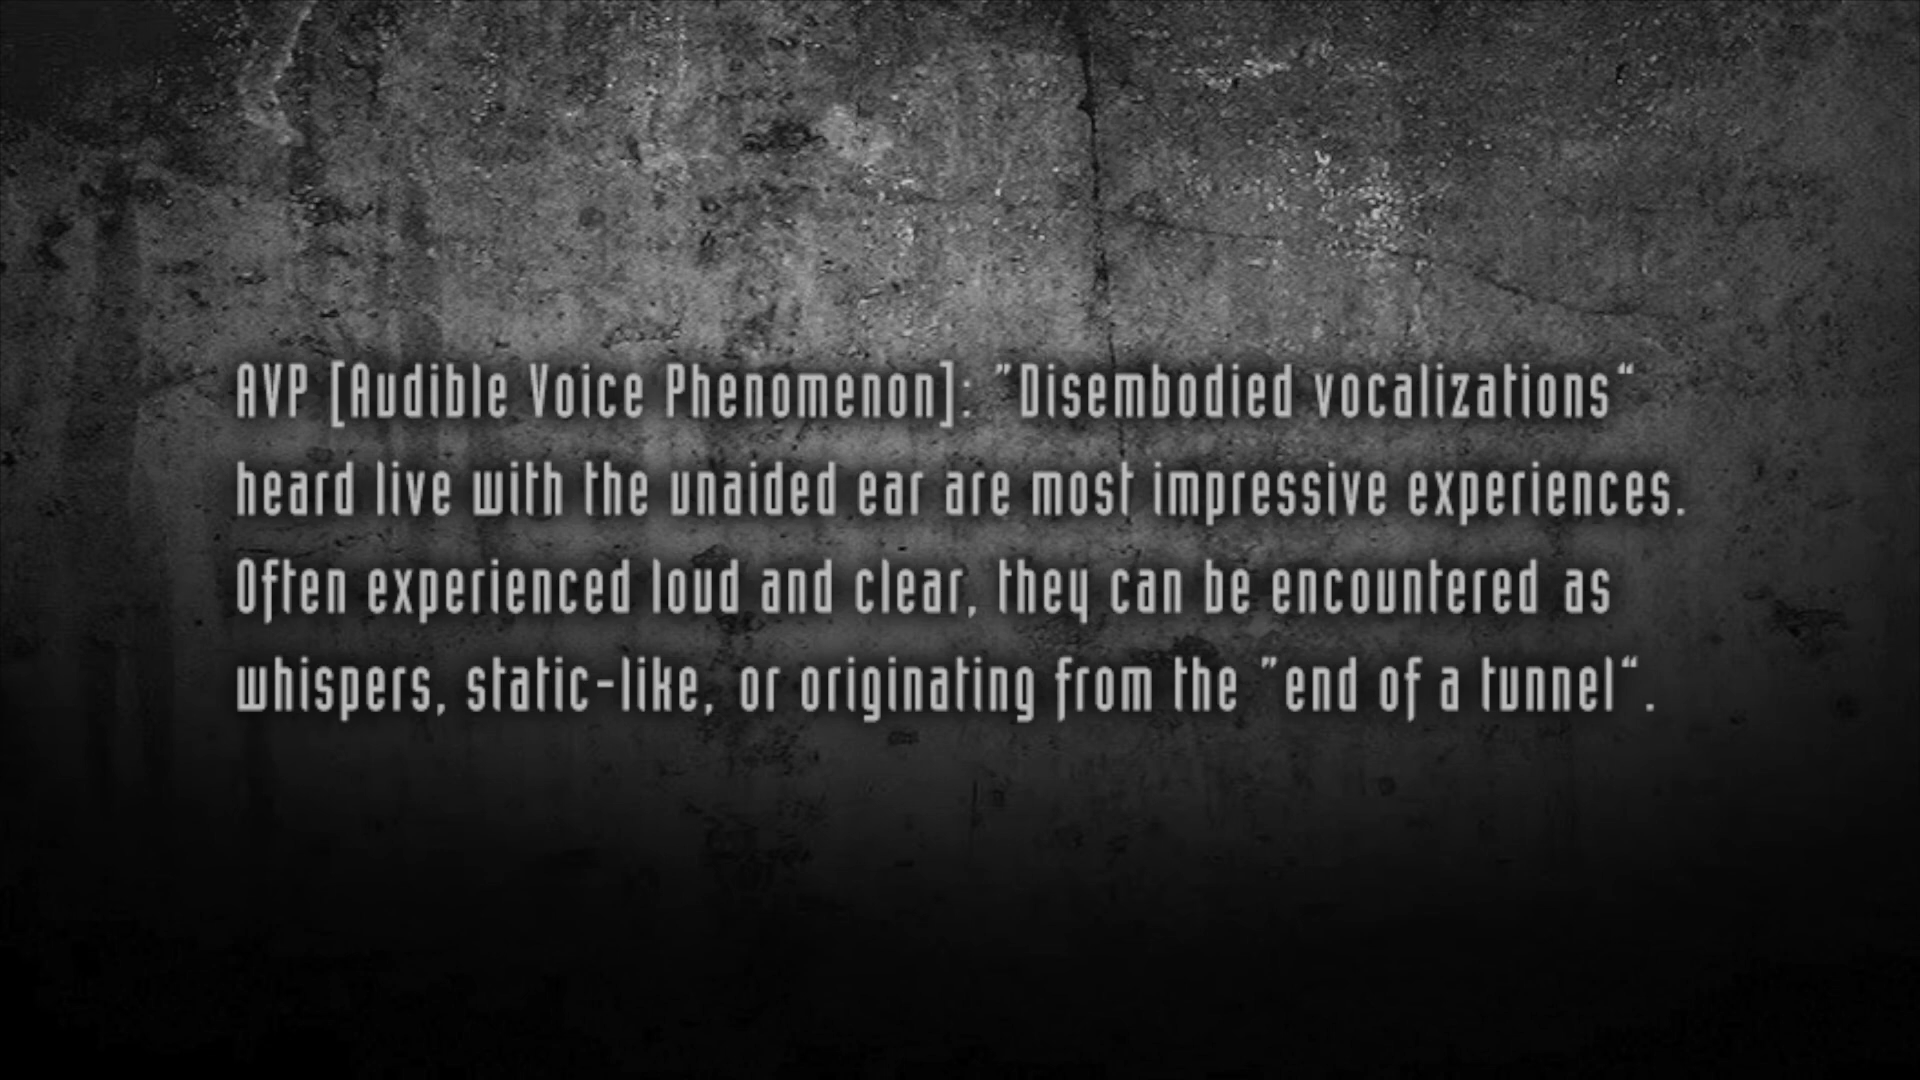 AVP [Audible Voice Phenomenon]: "Disembodied vocalizations“
heard live with the unaided ear are most impressive experiences.
Often experienced loud and clear, they can be encountered as
whispers, static-like, or originating from the "end of a tunnel“.